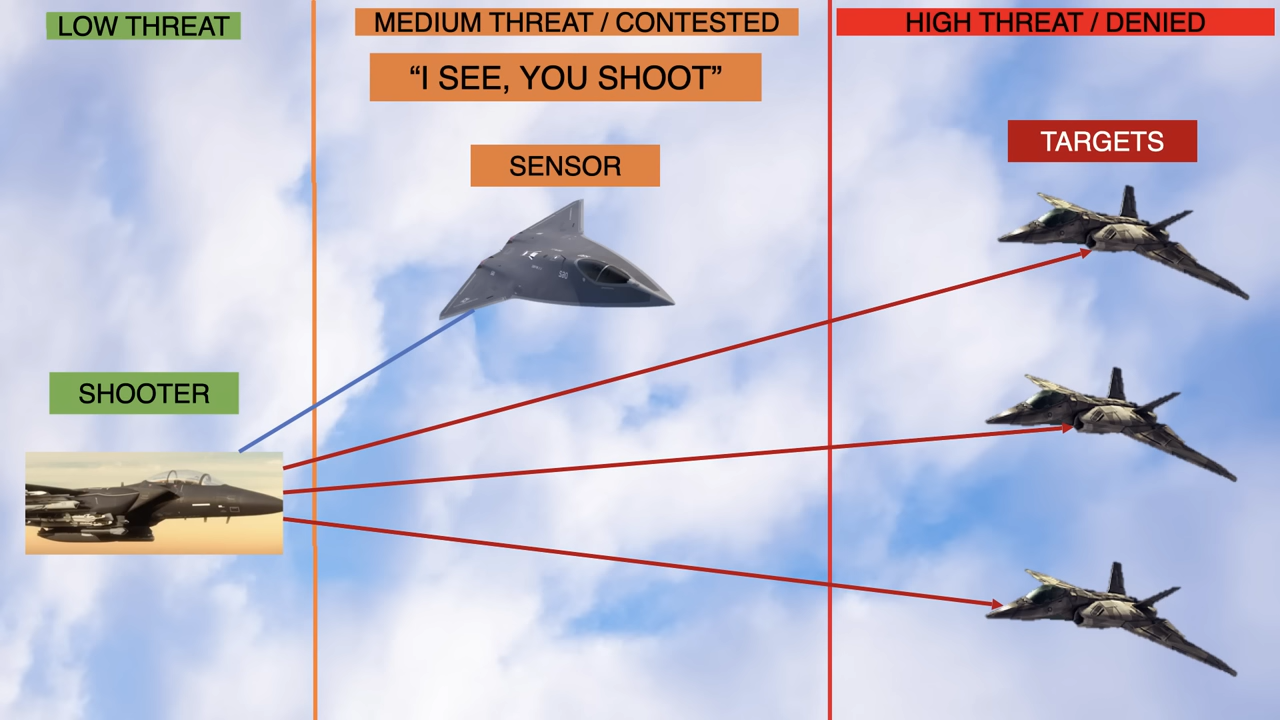 LOW THREAT
MEDIUM THREAT / CONTESTED
HIGH THREAT / DENIED
“I SEE, YOU SHOOT”
TARGETS
SENSOR
SHOOTER